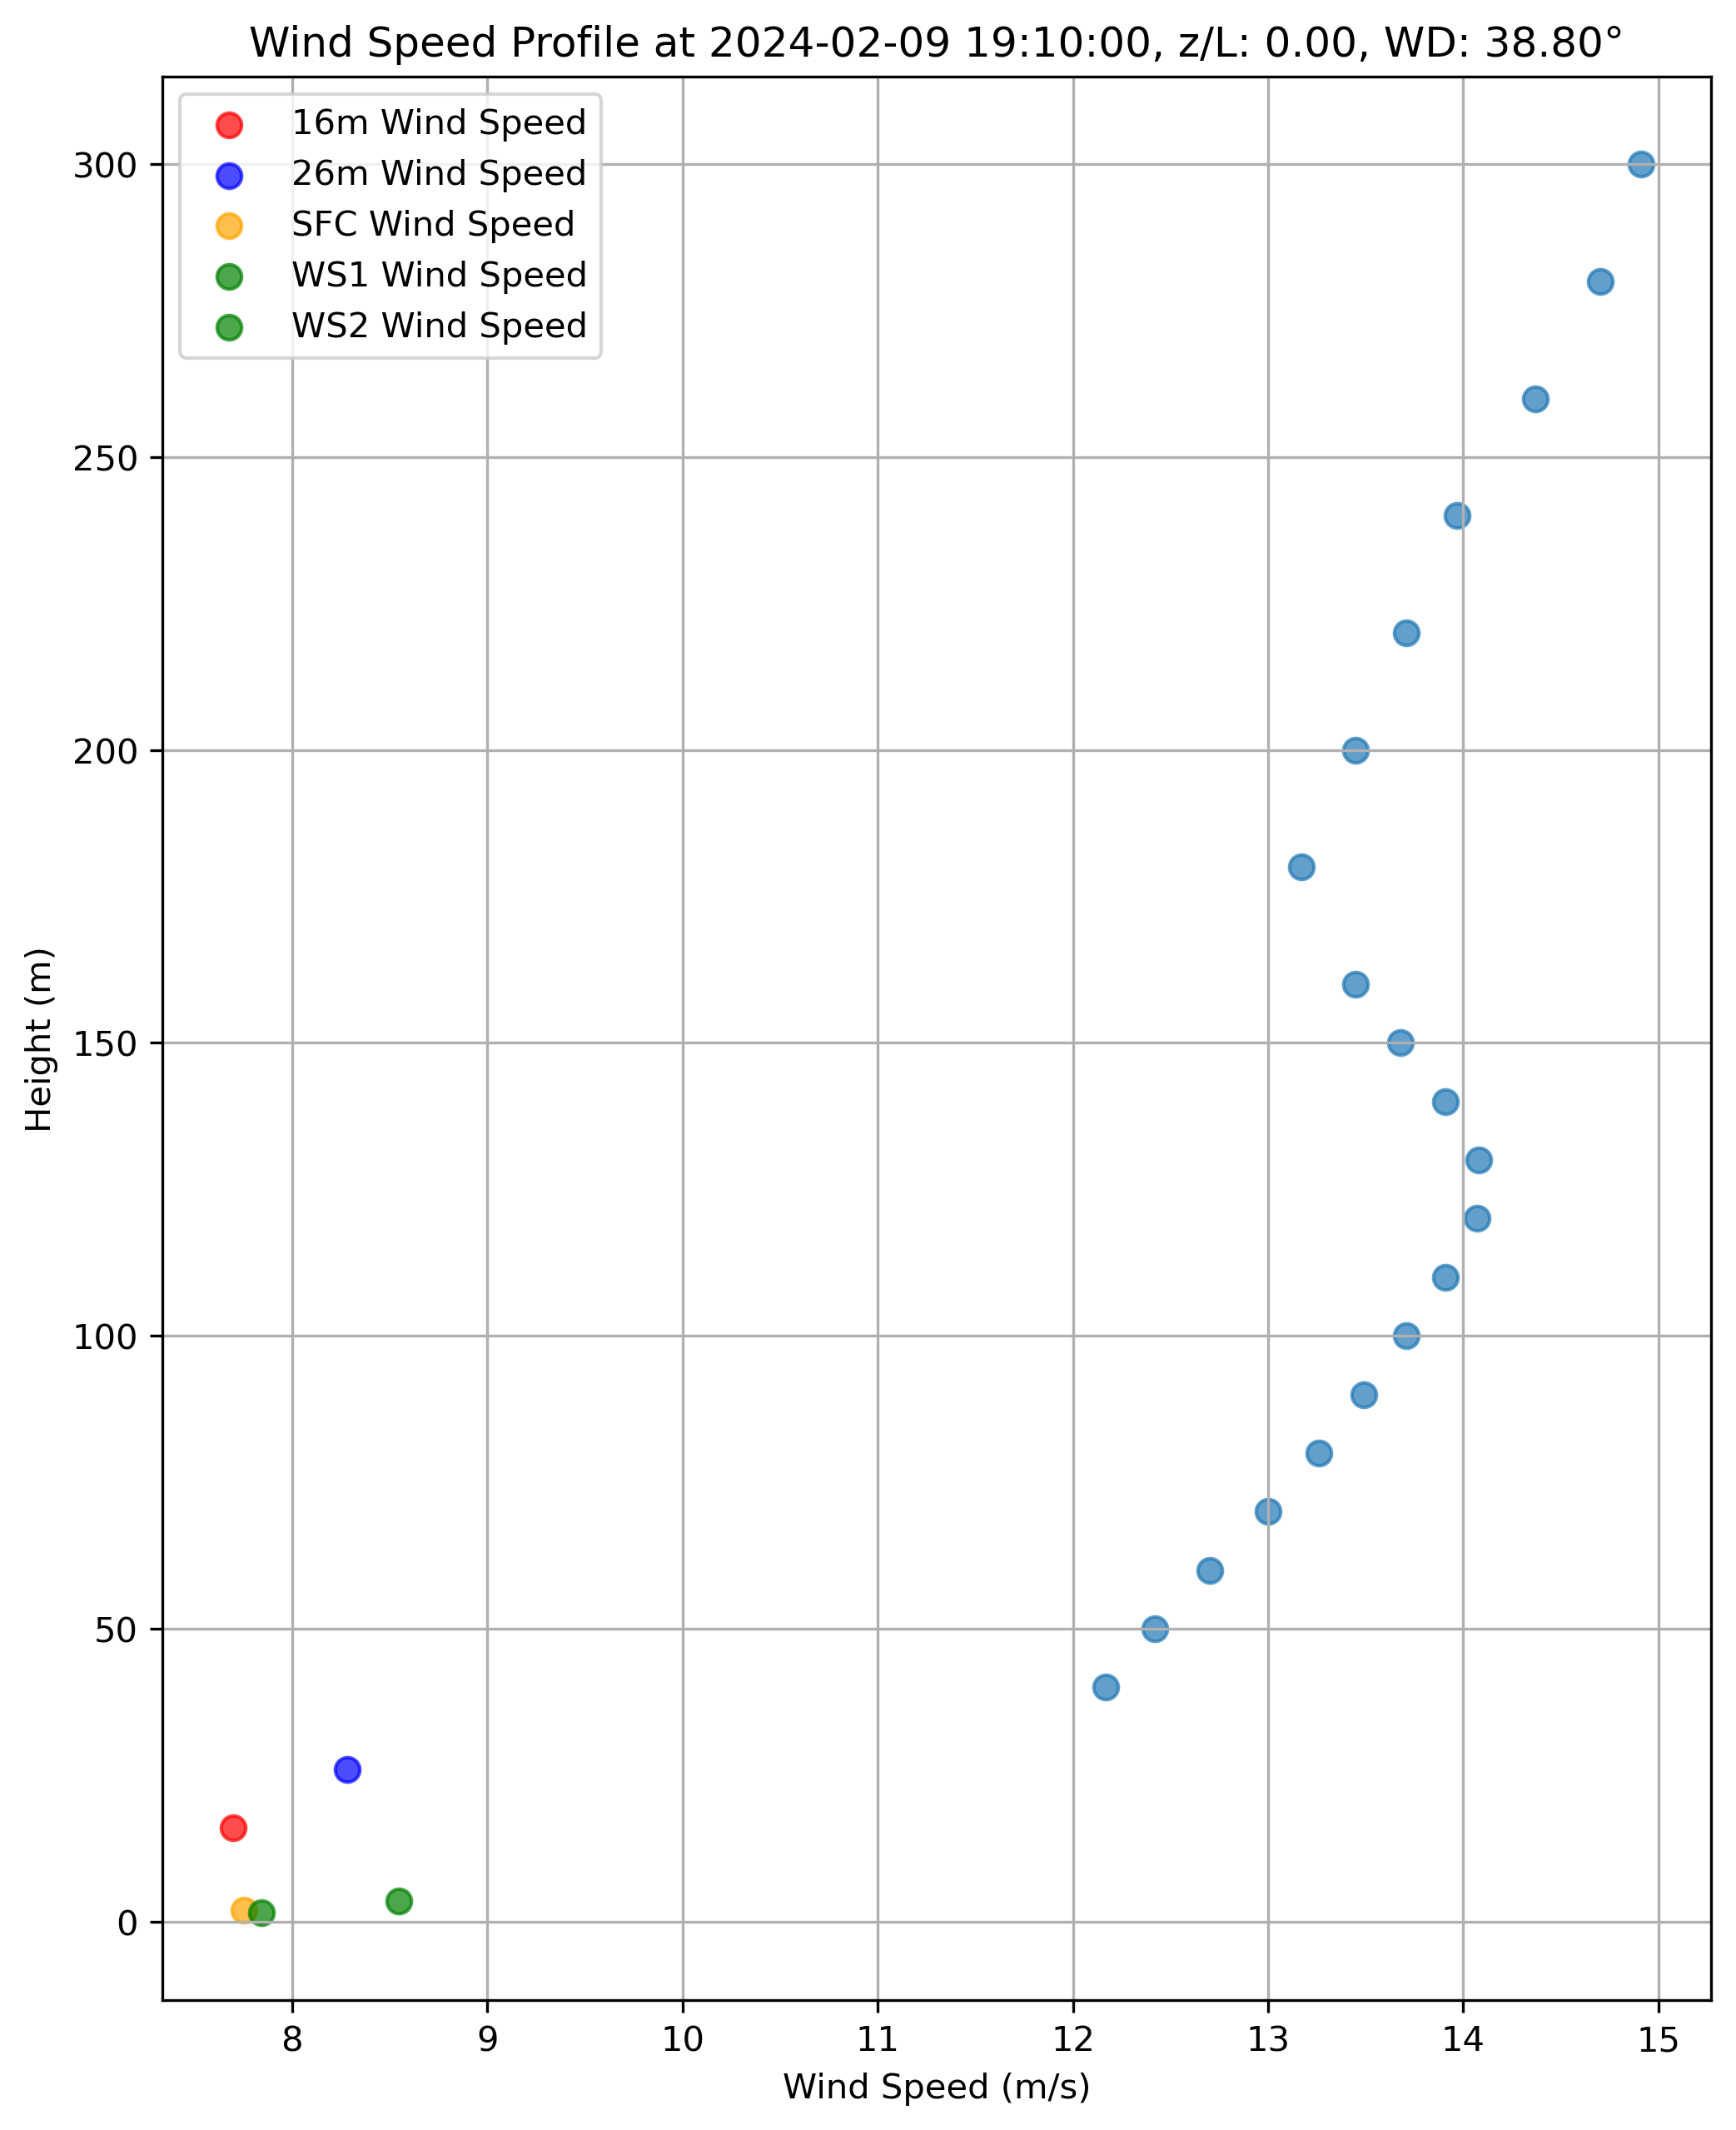 Wind Speed Profile at 2024-02-09 19:10:00, z/L: 0.00, WD: 38.80°
16m Wind Speed
26m Wind Speed
SFC Wind Speed
WS1 Wind Speed
WS2 Wind Speed
300
250
200
150
100
50
0
Height (m)
8 9 10 11 12 13 14 15
Wind Speed (m/s)